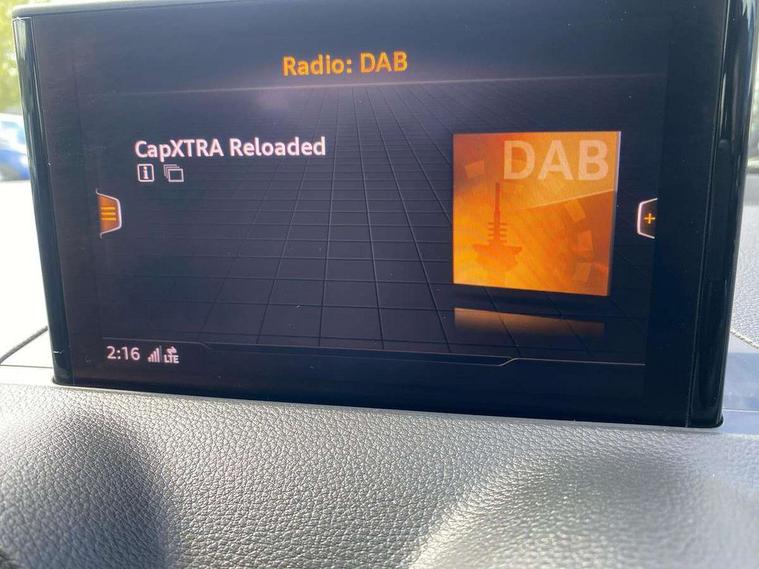 Radio: DAB
CapXTRA Reloaded
DAB
2:16 LTE